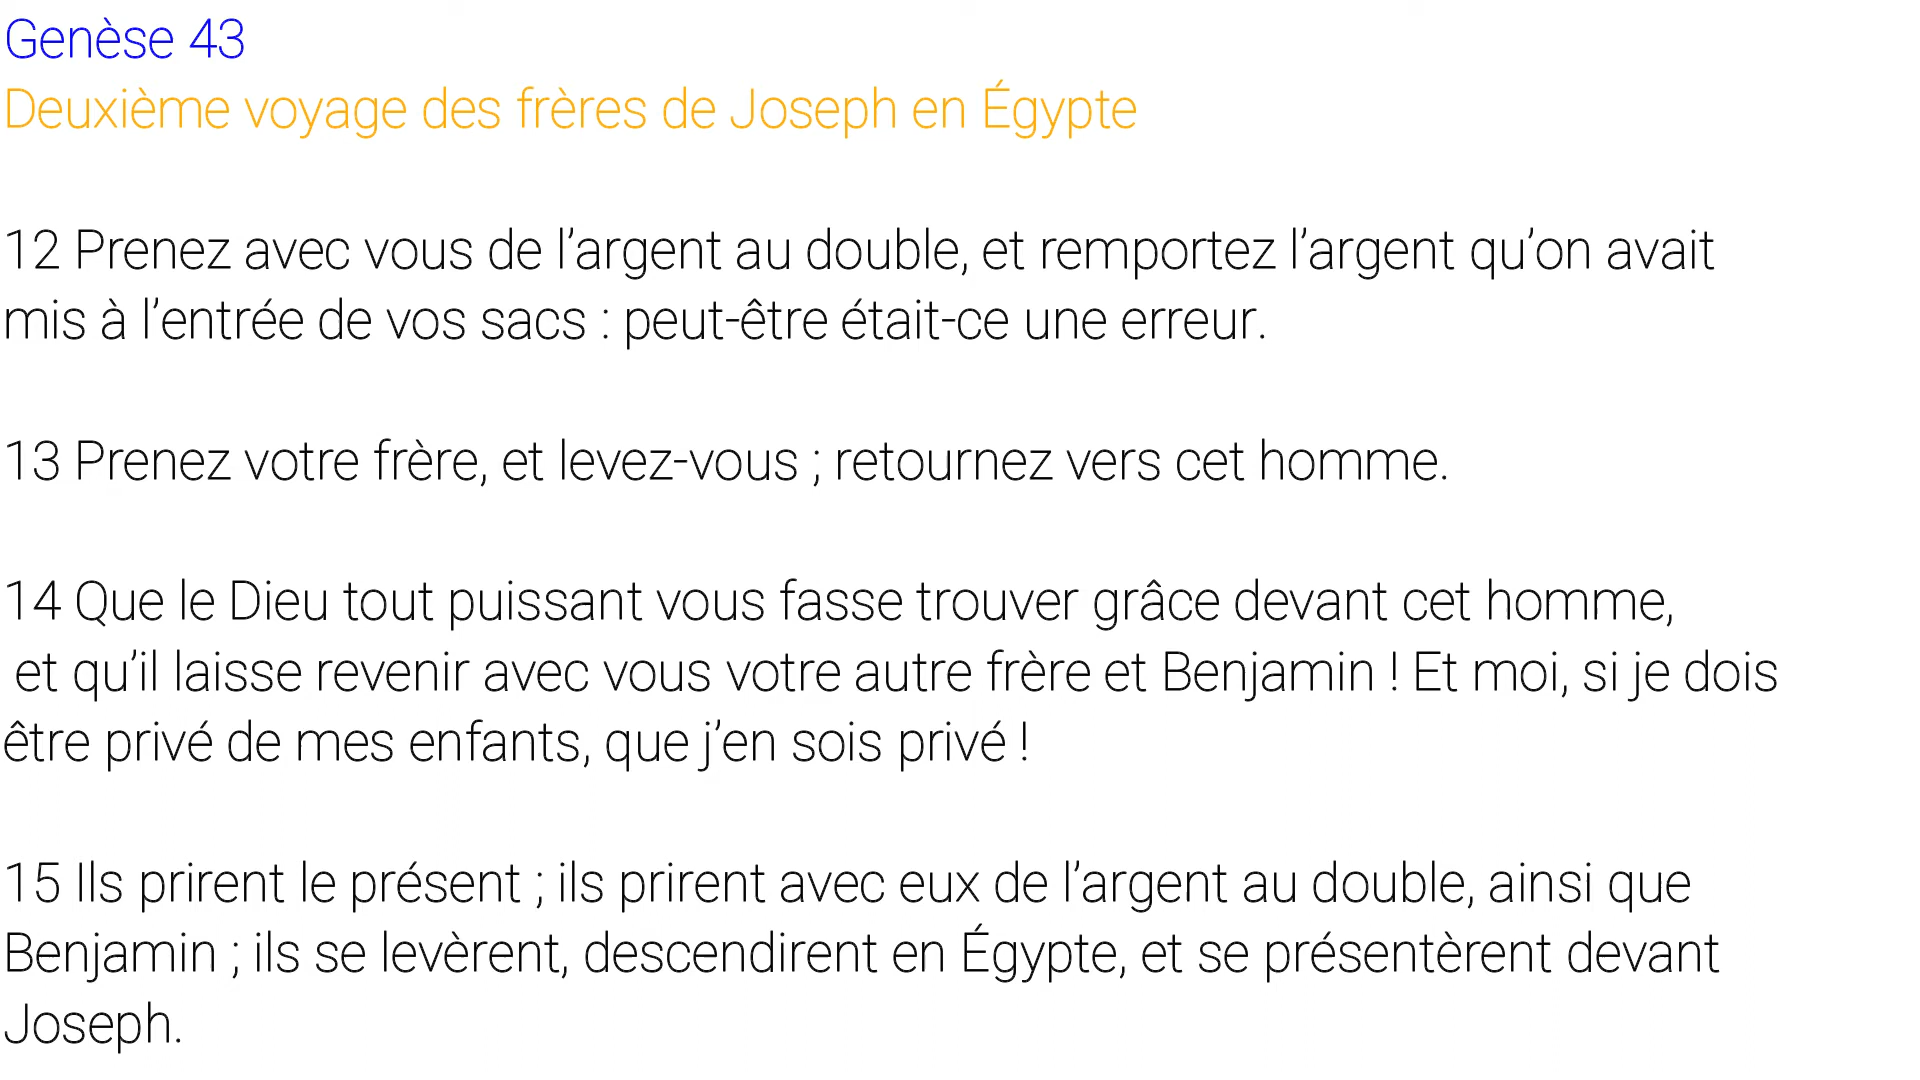 Genèse 43
Deuxième voyage des frères de Joseph en Égypte
12 Prenez avec vous de l’argent au double, et remportez l’argent qu’on avait
mis à l’entrée de vos sacs : peut-être était-ce une erreur.
13 Prenez votre frère, et levez-vous ; retournez vers cet homme.
14 Que le Dieu tout puissant vous fasse trouver grâce devant cet homme,
et qu’il laisse revenir avec vous votre autre frère et Benjamin ! Et moi, si je dois
être privé de mes enfants, que j’en sois privé !
15 Ils prirent le présent ; ils prirent avec eux de l’argent au double, ainsi que
Benjamin ; ils se levèrent, descendirent en Égypte, et se présentèrent devant
Joseph.